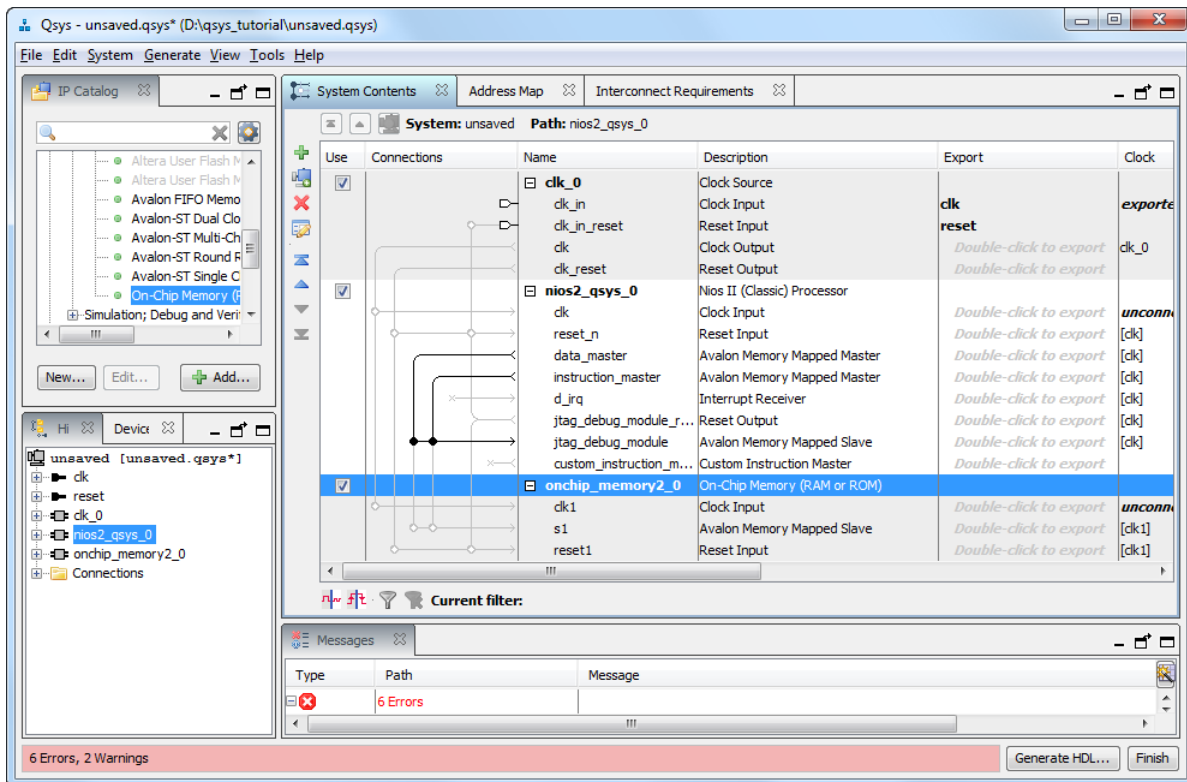 Qsys - unsaved.qsys* (D:\qsys_tutorial\unsaved.qsys)
File Edit System Generate View Tools Help
IP Catalog
Altera User Flash M
Altera User Flash M
Avalon FIFO Memo
Avalon-ST Dual Clo
Avalon-ST Multi-Ch
Avalon-ST Round R
Avalon-ST Single C
On-Chip Memory (R
Simulation; Debug and Veri
New... Edit... Add...
Hi Device
unsaved [unsaved.qsys*]
clk
reset
clk_0
nios2_qsys_0
onchip_memory2_0
Connections
System Contents Address Map Interconnect Requirements
System: unsaved Path: nios2_qsys_0
Use Connections Name Description Export Clock
clk_0 Clock Source
clk_in Clock Input clk exporte
clk_in_reset Reset Input reset
clk Clock Output Double-click to export clk_0
clk_reset Reset Output Double-click to export
nios2_qsys_0 Nios II (Classic) Processor
clk Clock Input Double-click to export unconn
reset_n Reset Input Double-click to export [clk]
data_master Avalon Memory Mapped Master Double-click to export [clk]
instruction_master Avalon Memory Mapped Master Double-click to export [clk]
d_irq Interrupt Receiver Double-click to export [clk]
jtag_debug_module_r... Reset Output Double-click to export [clk]
jtag_debug_module Avalon Memory Mapped Slave Double-click to export [clk]
custom_instruction_m... Custom Instruction Master Double-click to export
onchip_memory2_0 On-Chip Memory (RAM or ROM)
clk1 Clock Input Double-click to export unconn
s1 Avalon Memory Mapped Slave Double-click to export [clk1]
reset1 Reset Input Double-click to export [clk1]
Current filter:
Messages
Type Path Message
6 Errors
6 Errors, 2 Warnings
Generate HDL... Finish